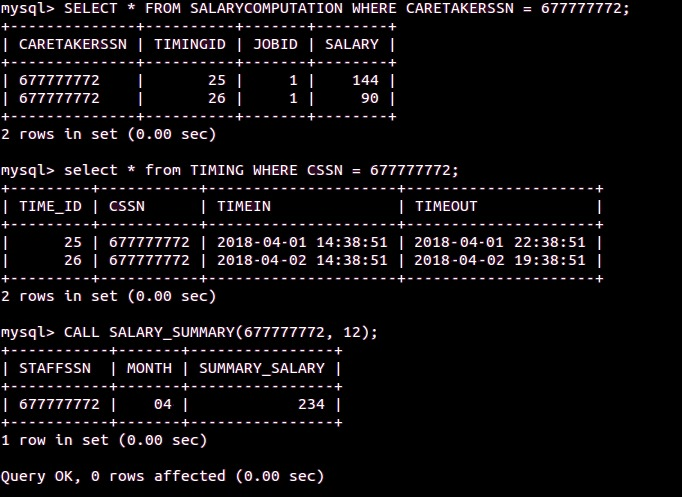 mysql> SELECT * FROM SALARYCOMPUTATION WHERE CARETAKERSSN = 677777772;
+--------------+----------+-------+--------+
| CARETAKERSSN | TIMINGID | JOBID | SALARY |
+--------------+----------+-------+--------+
| 677777772    |       25 |     1 |    144 |
| 677777772    |       26 |     1 |     90 |
+--------------+----------+-------+--------+
2 rows in set (0.00 sec)
mysql> select * from TIMING WHERE CSSN = 677777772;
+---------+-----------+---------------------+---------------------+
| TIME_ID | CSSN      | TIMEIN              | TIMEOUT             |
+---------+-----------+---------------------+---------------------+
|      25 | 677777772 | 2018-04-01 14:38:51 | 2018-04-01 22:38:51 |
|      26 | 677777772 | 2018-04-02 14:38:51 | 2018-04-02 19:38:51 |
+---------+-----------+---------------------+---------------------+
2 rows in set (0.00 sec)
mysql> CALL SALARY_SUMMARY(677777772, 12);
+-----------+-------+----------------+
| STAFFSSN  | MONTH | SUMMARY_SALARY |
+-----------+-------+----------------+
| 677777772 |    04 |            234 |
+-----------+-------+----------------+
1 row in set (0.00 sec)
Query OK, 0 rows affected (0.00 sec)